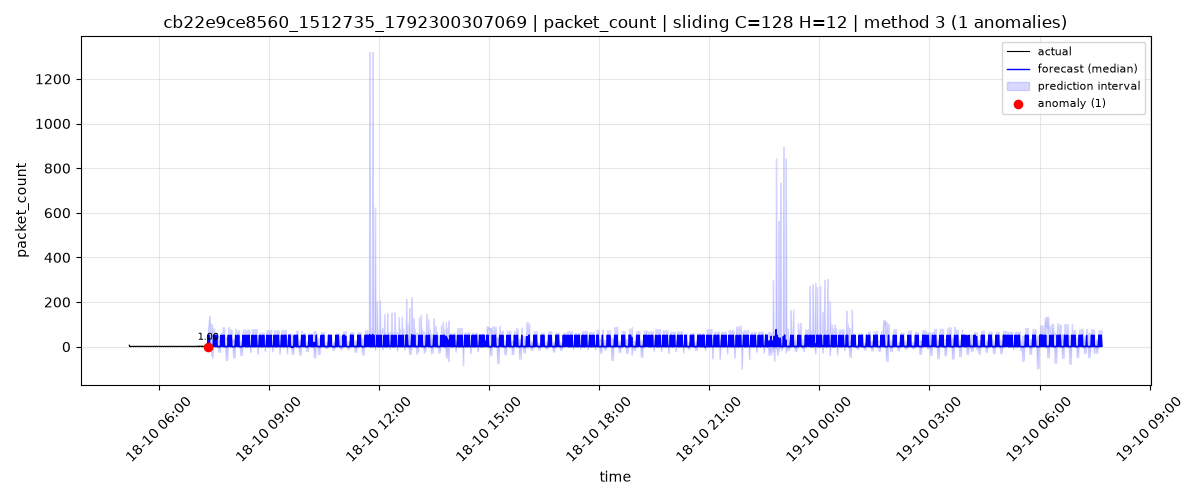 cb22e9ce8560_1512735_1792300307069 | packet_count | sliding C=128 H=12 | method 3 (1 anomalies)
actual
forecast (median)
prediction interval
anomaly (1)
packet_count
1200
1000
800
600
400
200
0
18-10 06:00
18-10 09:00
18-10 12:00
18-10 15:00
18-10 18:00
18-10 21:00
19-10 00:00
19-10 03:00
19-10 06:00
19-10 09:00
time